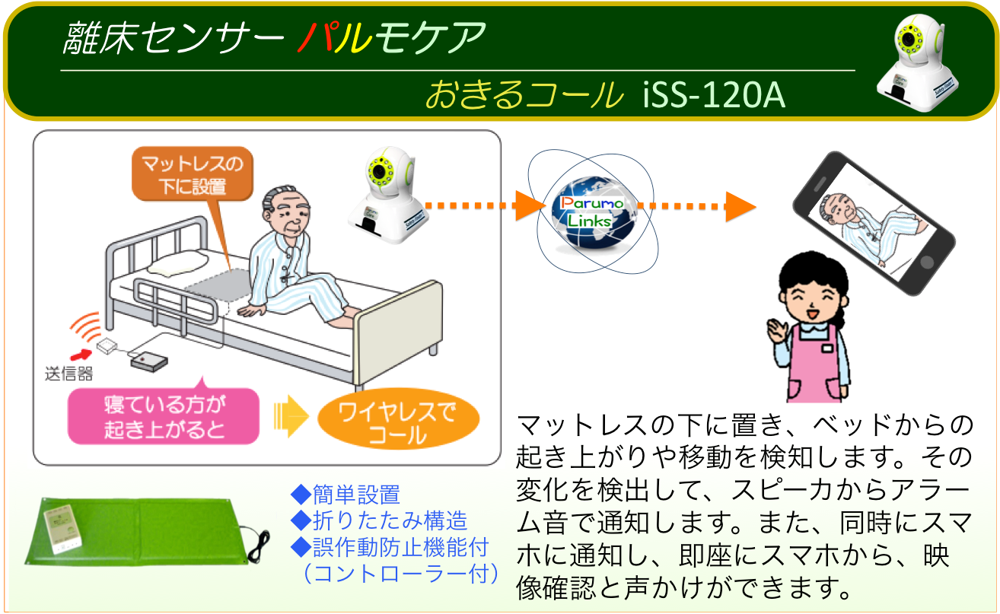 離床センサー パルモケア
おきるコール iSS-120A
マットレスの
下に設置
送信器
寝ている方が
起き上がると
ワイヤレスで
コール
Parumo
Links
Parumo
Care
◆簡単設置
◆折りたたみ構造
◆誤作動防止機能付
（コントローラー付）
マットレスの下に置き、ベッドからの
起き上がりや移動を検知します。その
変化を検出して、スピーカからアラー
ム音で通知します。また、同時にスマ
ホに通知し、即座にスマホから、映
像確認と声かけができます。